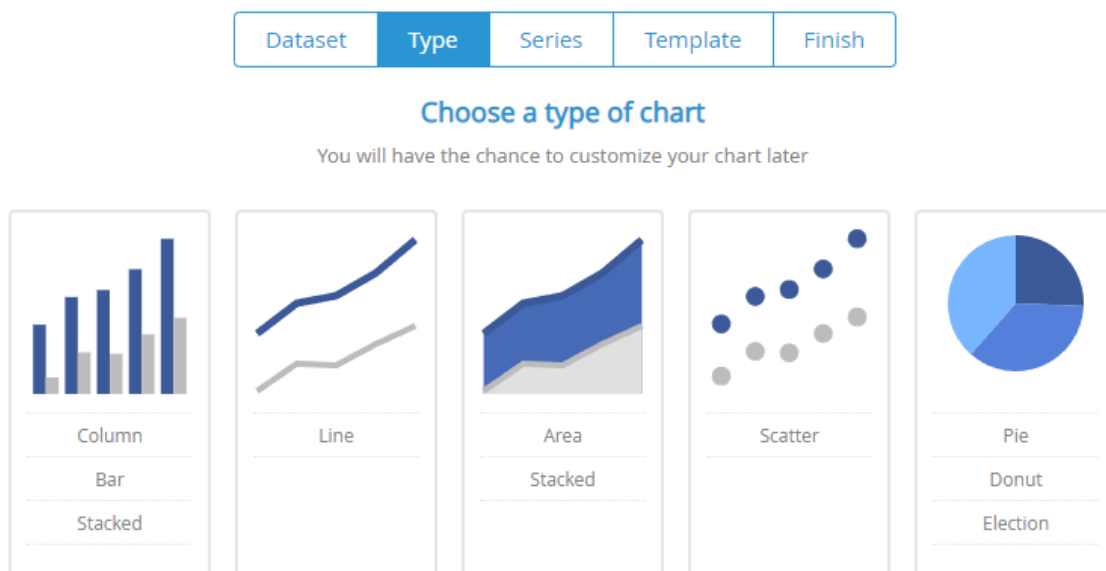 Dataset Type Series Template Finish
Choose a type of chart
You will have the chance to customize your chart later
Column Line Area Scatter Pie
Bar Stacked Donut
Stacked Election